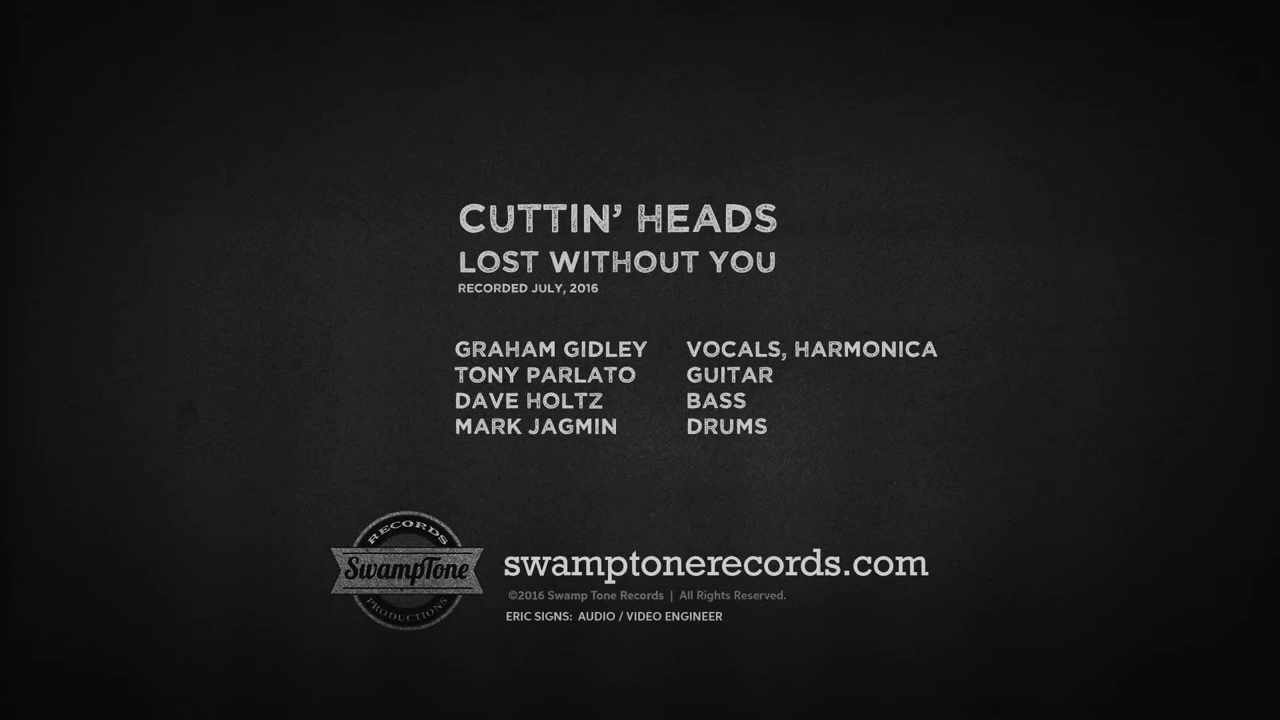 CUTTIN' HEADS
LOST WITHOUT YOU
RECORDED JULY, 2016
GRAHAM GIDLEY VOCALS, HARMONICA
TONY PARLATO GUITAR
DAVE HOLTZ BASS
MARK JAGMIN DRUMS
RECORDS
SwampTone
PRODUCTIONS
swamptonerecords.com
©2016 Swamp Tone Records | All Rights Reserved.
ERIC SIGNS: AUDIO / VIDEO ENGINEER